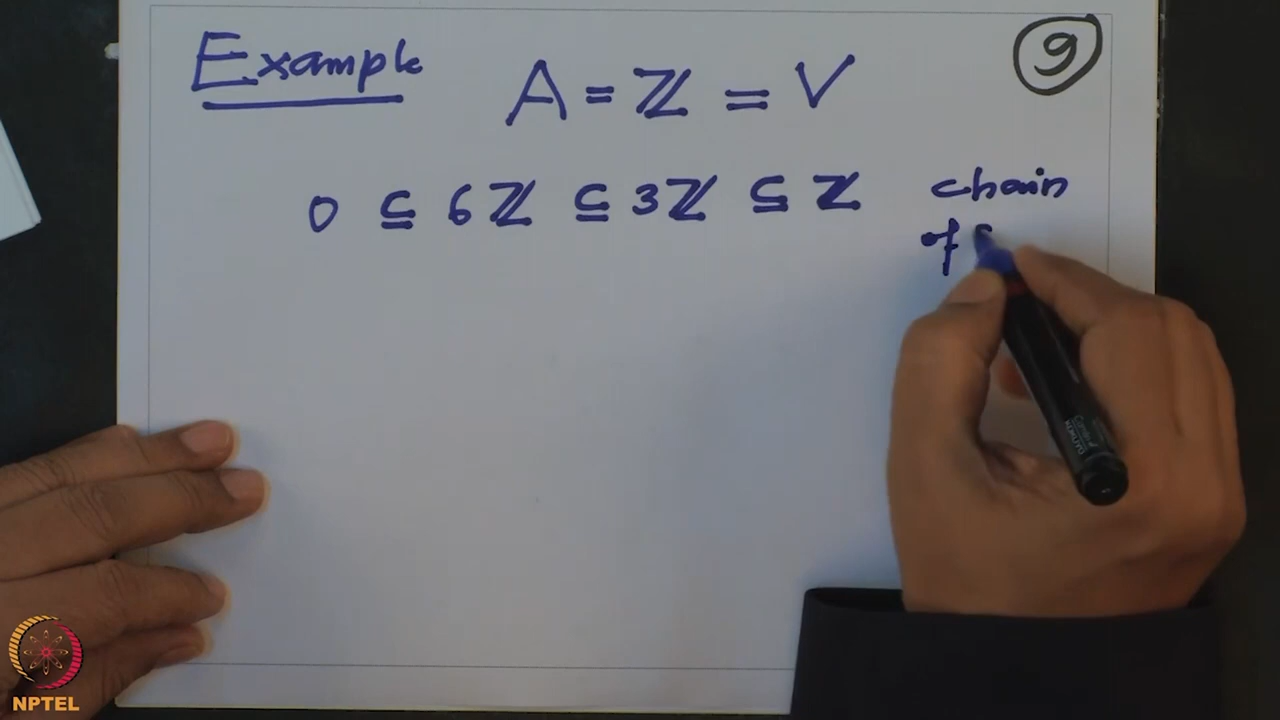 Example A = ℤ = V
9
0 ⊆ 6ℤ ⊆ 3ℤ ⊆ ℤ chain
of
NPTEL